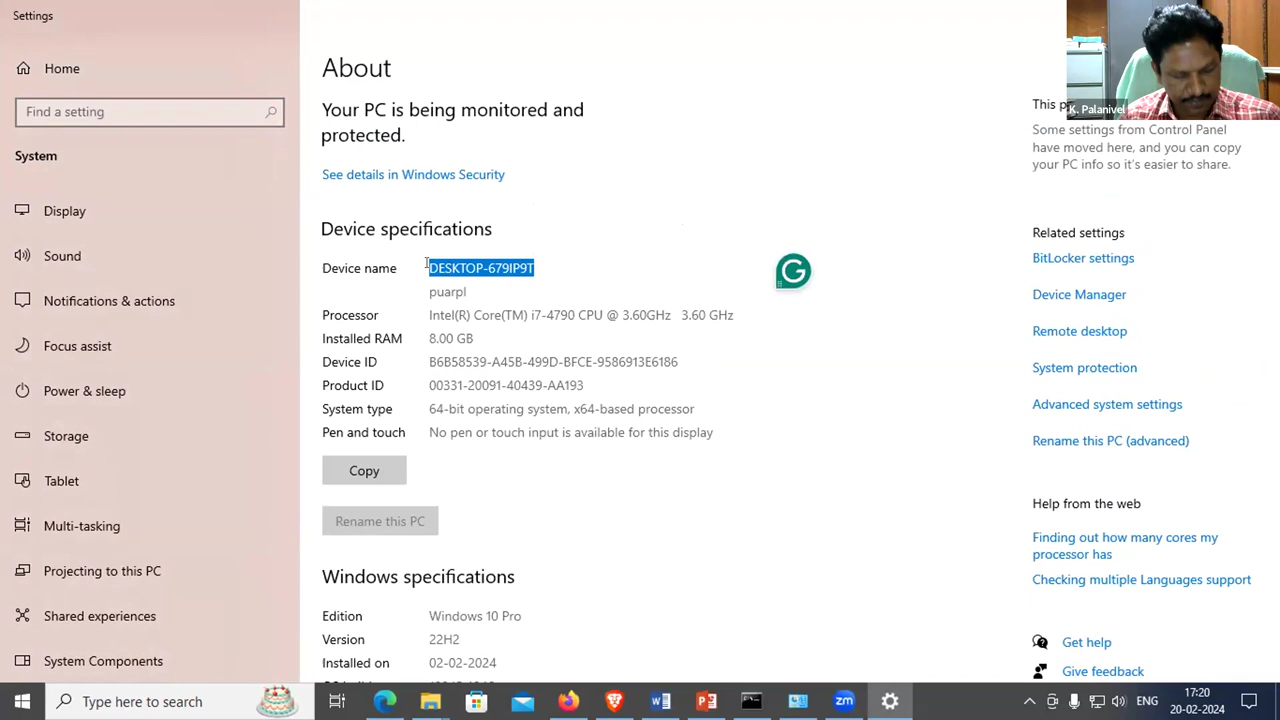 Settings
Home
Find a setting
System
Display
Sound
Notifications & actions
Focus assist
Power & sleep
Storage
Tablet
Multi-tasking
Projecting to this PC
Shared experiences
System Components
About
Your PC is being monitored and
protected.
See details in Windows Security
Device specifications
Device name DESKTOP-679IP9T
puarpl
Processor Intel(R) Core(TM) i7-4790 CPU @ 3.60GHz 3.60 GHz
Installed RAM 8.00 GB
Device ID B6B58539-A45B-499D-BFCE-9586913E6186
Product ID 00331-20091-40439-AA193
System type 64-bit operating system, x64-based processor
Pen and touch No pen or touch input is available for this display
Copy
Rename this PC
Windows specifications
Edition Windows 10 Pro
Version 22H2
Installed on 02-02-2024
K. Palanivel
This
Some settings from Control Panel
have moved here, and you can copy
your PC info so it's easier to share.
Related settings
BitLocker settings
Device Manager
Remote desktop
System protection
Advanced system settings
Rename this PC (advanced)
Help from the web
Finding out how many cores my
processor has
Checking multiple Languages support
Get help
Give feedback
Type here to search
zm
ENG
17:20
20-02-2024